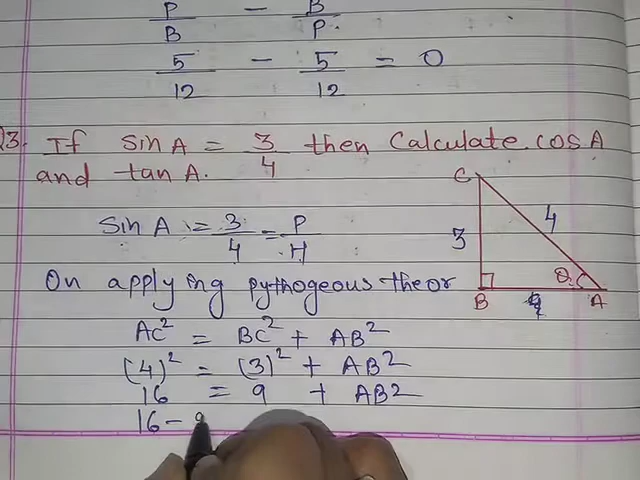 P/B - B/P.
5/12 - 5/12 = 0
Q3. If sin A = 3/4 then Calculate cos A
and tan A.
Sin A = 3/4 = P/H
C
3
4
θ
B
A
On applying pythogeous theor
AC² = BC² + AB²
(4)² = (3)² + AB²
16 = 9 + AB2
16 - 9